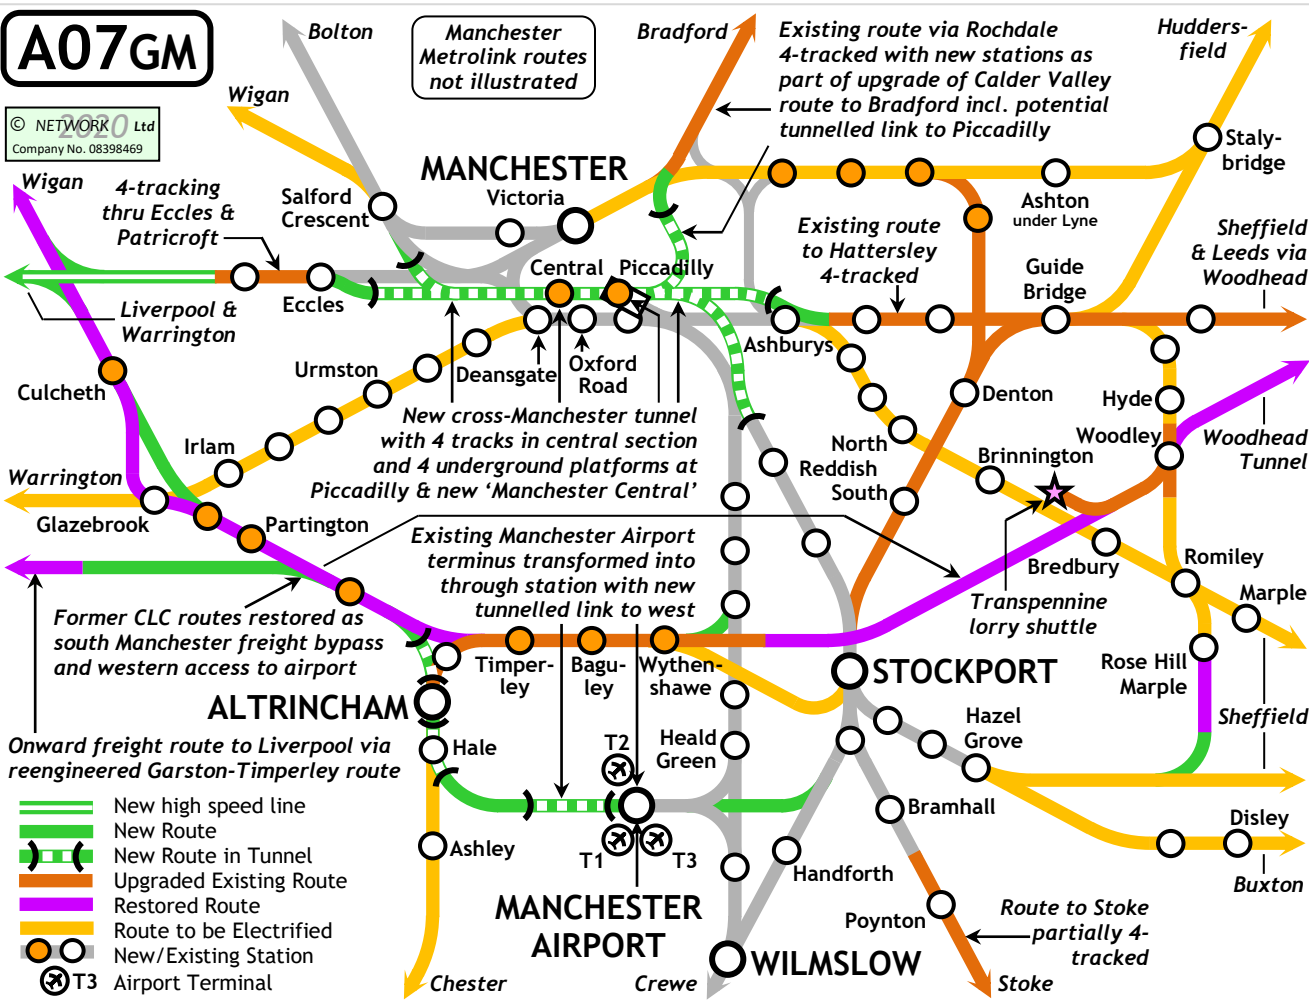 A07GM
© NETWORK 2020 Ltd
Company No. 08398469
Bolton
Wigan
Manchester
Metrolink routes
not illustrated
Bradford
Existing route via Rochdale
4-tracked with new stations as
part of upgrade of Calder Valley
route to Bradford incl. potential
tunnelled link to Piccadilly
Hudders-
field
Staly-
bridge
Wigan
4-tracking
thru Eccles &
Patricroft
Salford
Crescent
MANCHESTER
Victoria
Ashton
under Lyne
Existing route
to Hattersley
4-tracked
Sheffield
& Leeds via
Woodhead
Guide
Bridge
Central
Piccadilly
Eccles
Liverpool &
Warrington
Culcheth
Urmston
Deansgate
Oxford
Road
Ashburys
Denton
Hyde
Woodley
Woodhead
Tunnel
New cross-Manchester tunnel
with 4 tracks in central section
and 4 underground platforms at
Piccadilly & new ‘Manchester Central’
North
Reddish
South
Brinnington
Irlam
Warrington
Glazebrook
Partington
Existing Manchester Airport
terminus transformed into
through station with new
tunnelled link to west
Bredbury
Romiley
Marple
Transpennine
lorry shuttle
Former CLC routes restored as
south Manchester freight bypass
and western access to airport
Timper-
ley
Bagu-
ley
Wythen-
shawe
STOCKPORT
Rose Hill
Marple
ALTRINCHAM
Sheffield
Onward freight route to Liverpool via
reengineered Garston-Timperley route
Hale
T2
Heald
Green
Hazel
Grove
Bramhall
Disley
Buxton
T1
T3
Ashley
Handforth
MANCHESTER
AIRPORT
Poynton
Route to Stoke
partially 4-
tracked
WILMSLOW
Chester
Crewe
Stoke
New high speed line
New Route
New Route in Tunnel
Upgraded Existing Route
Restored Route
Route to be Electrified
New/Existing Station
T3 Airport Terminal